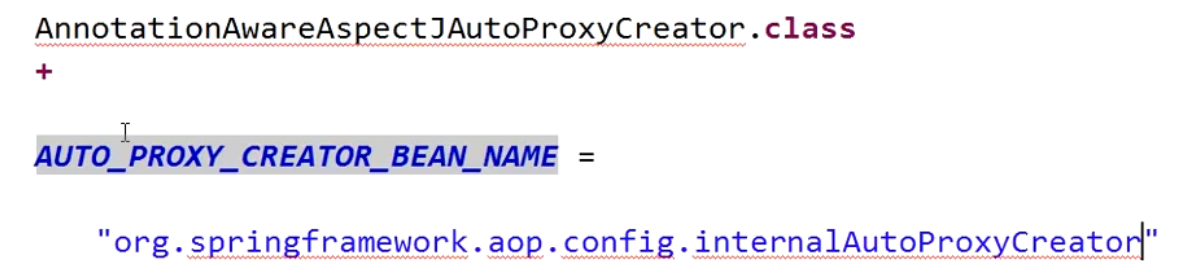 AnnotationAwareAspectJAutoProxyCreator.class
+
AUTO_PROXY_CREATOR_BEAN_NAME =
"org.springframework.aop.config.internalAutoProxyCreator"